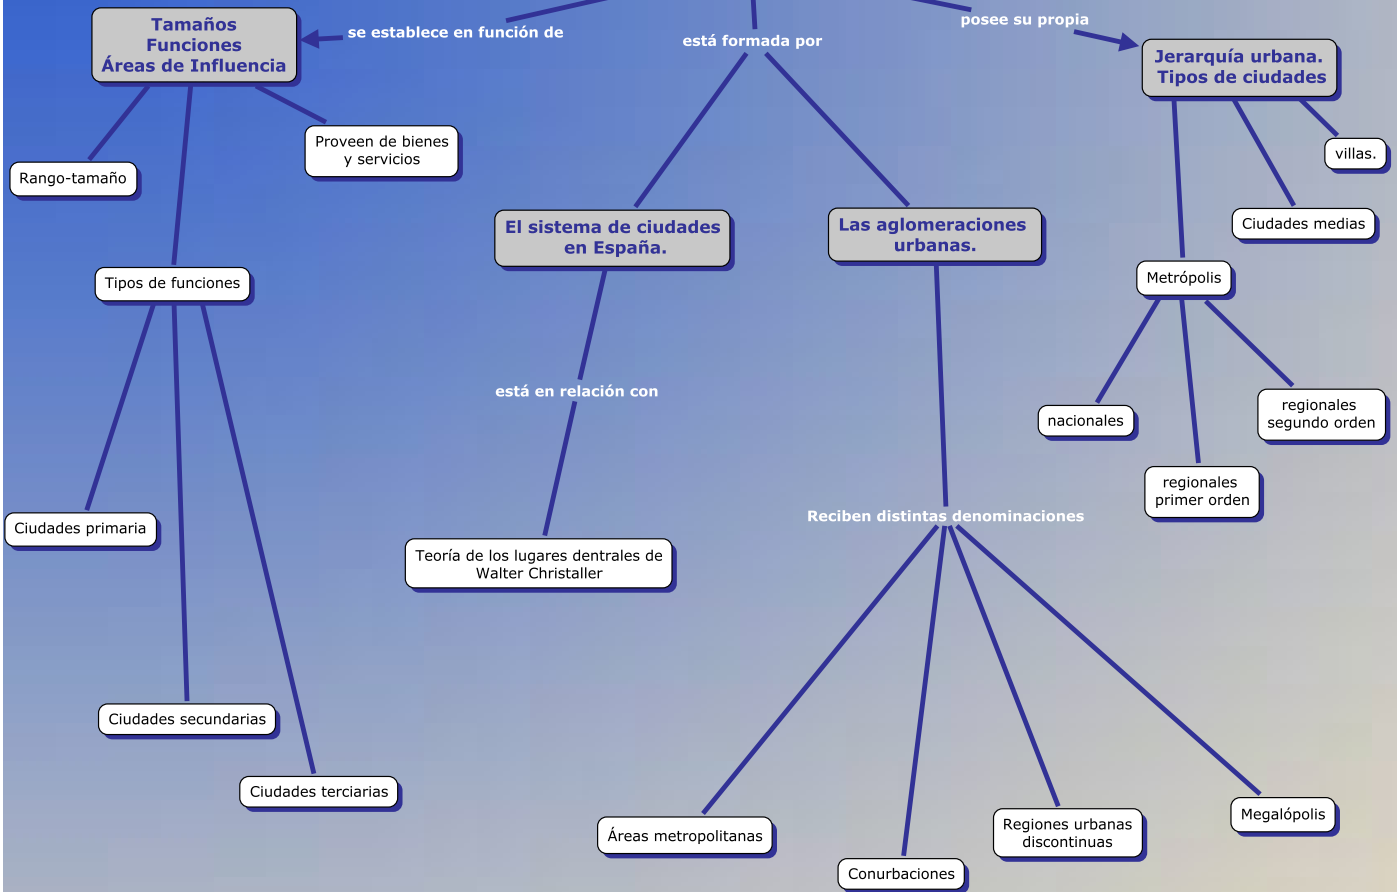 Tamaños
Funciones
Áreas de Influencia
se establece en función de
está formada por
posee su propia
Jerarquía urbana.
Tipos de ciudades
Rango-tamaño
Proveen de bienes
y servicios
villas.
Ciudades medias
El sistema de ciudades
en España.
Las aglomeraciones
urbanas.
Tipos de funciones
Metrópolis
está en relación con
nacionales
regionales
segundo orden
regionales
primer orden
Ciudades primaria
Reciben distintas denominaciones
Teoría de los lugares dentrales de
Walter Christaller
Ciudades secundarias
Ciudades terciarias
Áreas metropolitanas
Conurbaciones
Regiones urbanas
discontinuas
Megalópolis